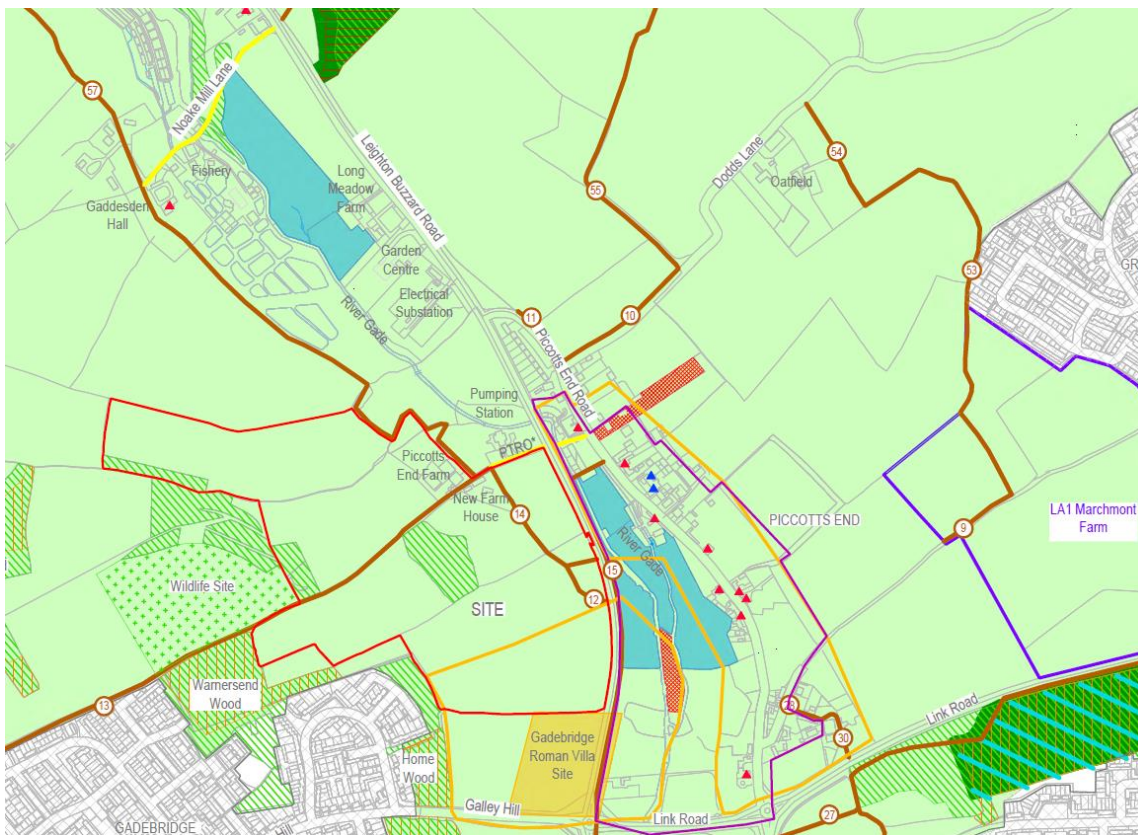 57
Noake Mill Lane
Fishery
Gaddesden
Hall
Leighton Buzzard Road
Long
Meadow
Farm
Garden
Centre
Electrical
Substation
River Gade
55
Dodds Lane
Oatfield
54
53
GR
11
10
Piccotts End Road
Pumping
Station
PTRO*
Piccotts
End Farm
New Farm
House
14
PICCOTTS END
LA1 Marchmont
Farm
9
River Gade
15
12
SITE
Wildlife Site
Warnersend
Wood
13
Home
Wood
Gadebridge
Roman Villa
Site
Galley Hill
GADEBRIDGE
Link Road
Link Road
30
27